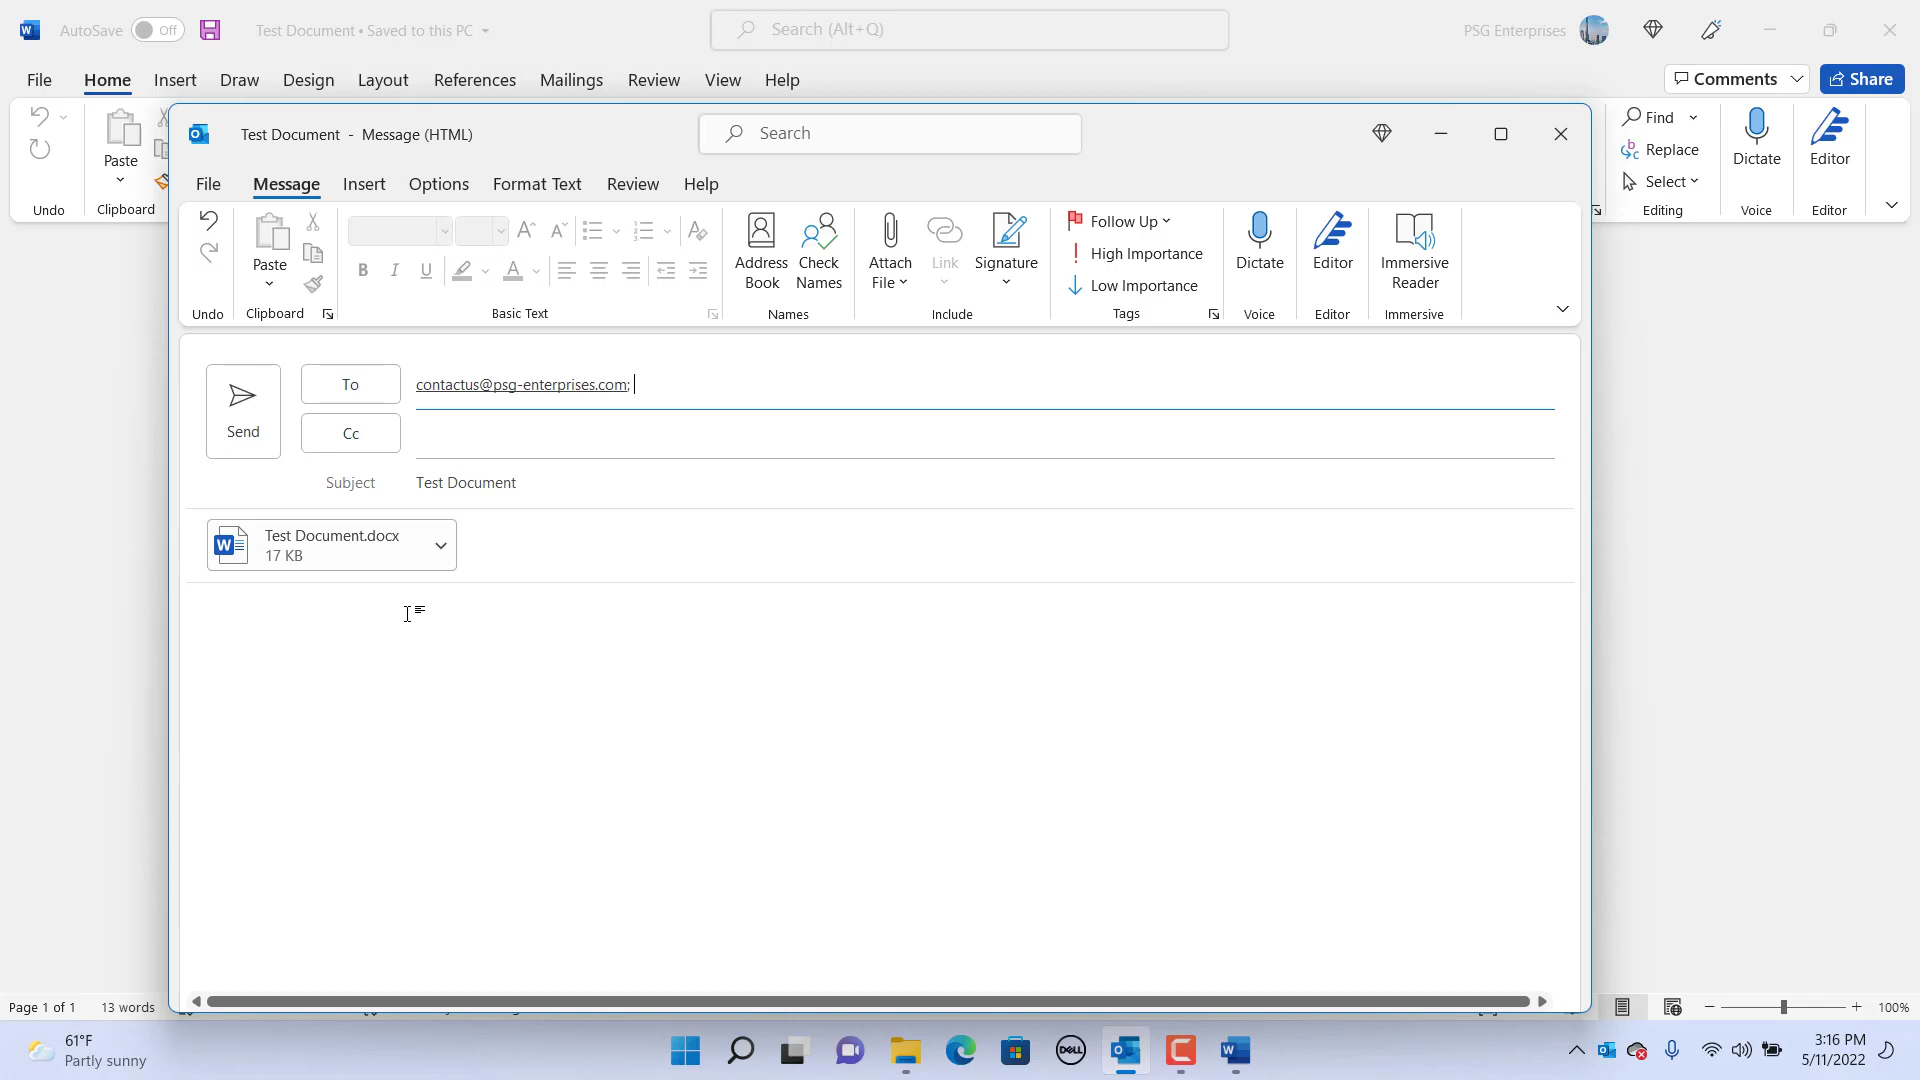 AutoSave Off Test Document • Saved to this PC Search (Alt+Q) PSG Enterprises
File Home Insert Draw Design Layout References Mailings Review View Help Comments Share
Test Document - Message (HTML) Search
File Message Insert Options Format Text Review Help
Paste
Undo Clipboard
Find
Replace
Select
Editing
Dictate
Voice
Editor
Editor
Paste
B I U
Address Book
Check Names
Attach File
Link
Signature
Follow Up
High Importance
Low Importance
Dictate
Editor
Immersive Reader
Undo Clipboard Basic Text Names Include Tags Voice Editor Immersive
Send
To contactus@psg-enterprises.com;
Cc
Subject Test Document
Test Document.docx
17 KB
Page 1 of 1 13 words 100%
61°F
Partly sunny
DELL
3:16 PM
5/11/2022